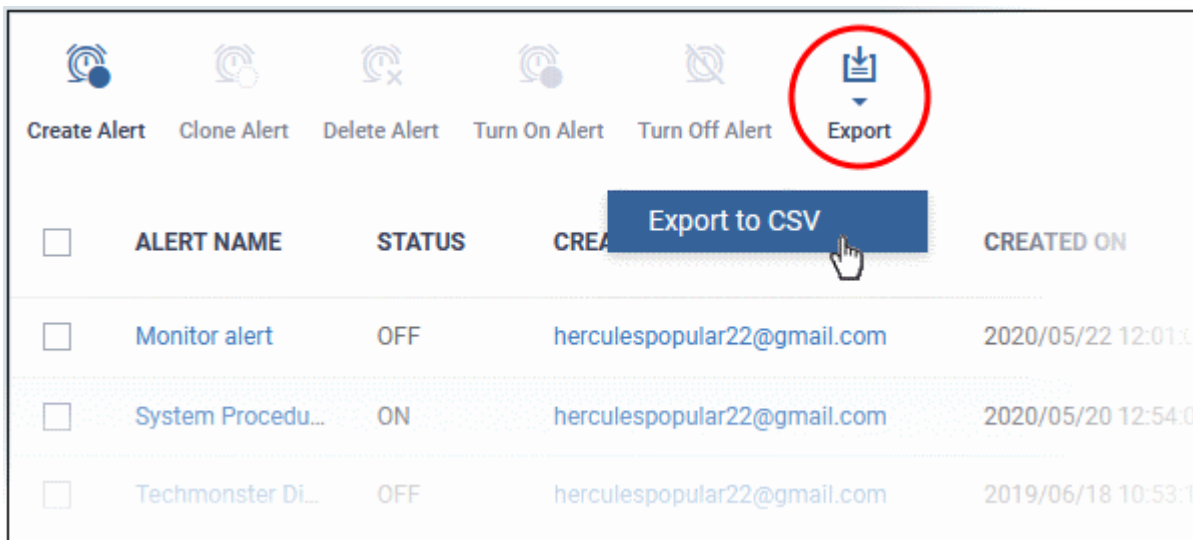 Create Alert Clone Alert Delete Alert Turn On Alert Turn Off Alert Export
Export to CSV
ALERT NAME STATUS CREA CREATED ON
Monitor alert OFF herculespopular22@gmail.com 2020/05/22 12:01:
System Procedu... ON herculespopular22@gmail.com 2020/05/20 12:54:0
Techmonster Di... OFF herculespopular22@gmail.com 2019/06/18 10:53:1